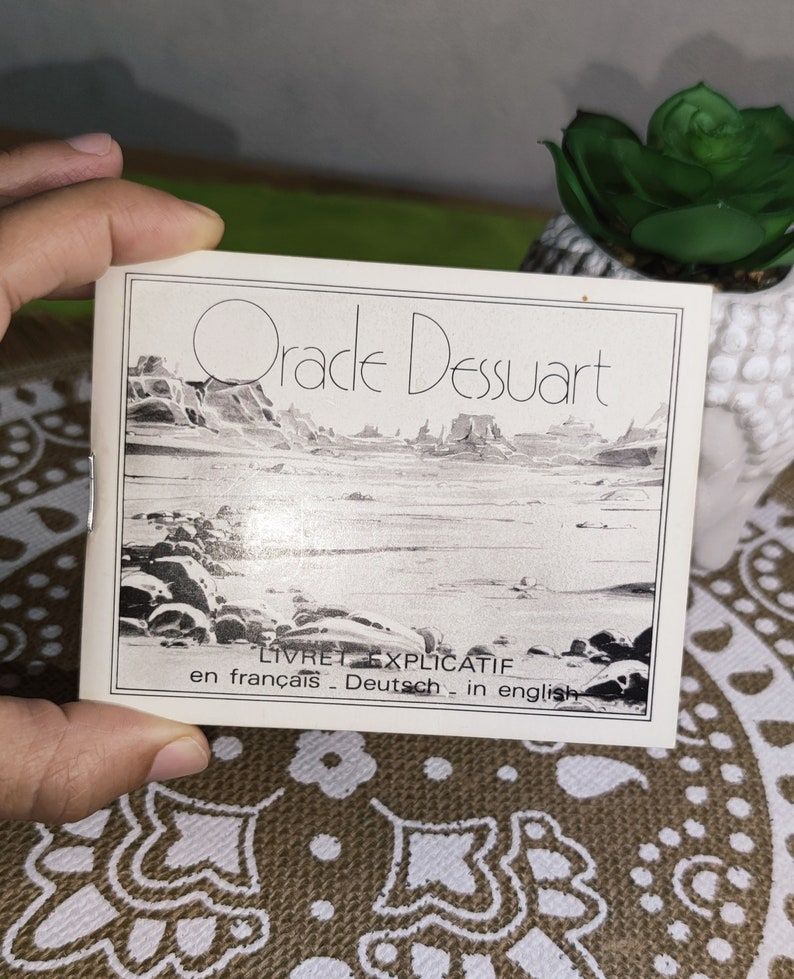 Oracle Dessuart
LIVRET EXPLICATIF
en français _ Deutsch _ in english